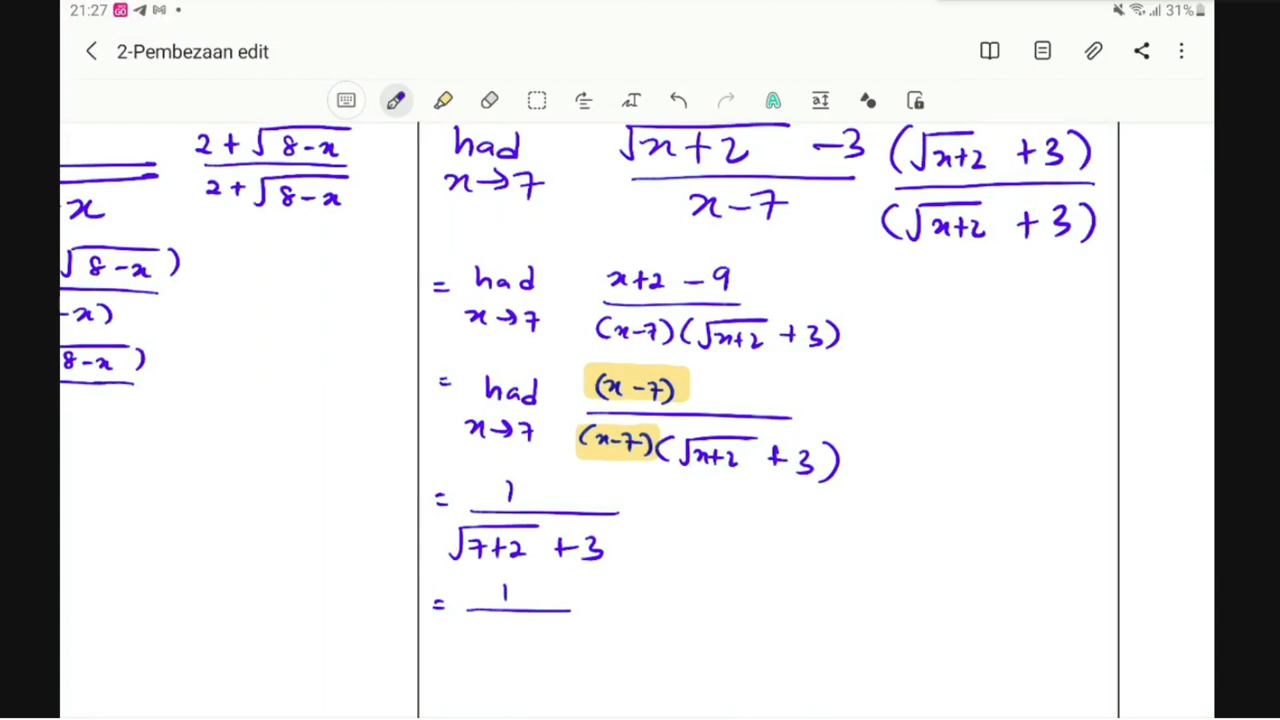 21:27 GO 31%
2-Pembezaan edit
2 + √8-x
2 + √8-x
x
√8-x )
-x)
8-x )
had √x+2 -3 (√x+2 +3)
x→7 x-7 (√x+2 +3)
= had x+2 -9
x→7 (x-7)(√x+2 +3)
= had (x-7)
x→7 (x-7)(√x+2 +3)
= 1
√7+2 +3
= 1